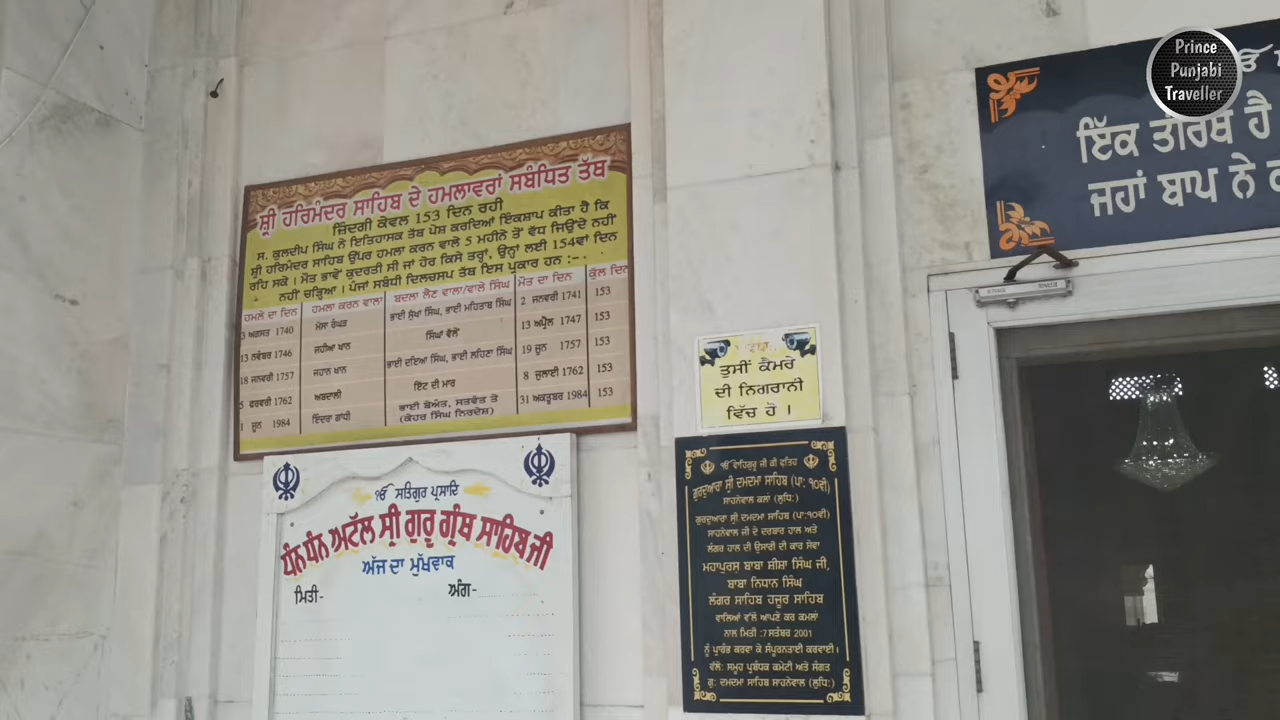 ਸ਼੍ਰੀ ਹਰਿਮੰਦਰ ਸਾਹਿਬ ਦੇ ਹਮਲਾਵਰਾਂ ਸਬੰਧਿਤ ਤੱਥ
ਜ਼ਿੰਦਗੀ ਕੇਵਲ 153 ਦਿਨ ਰਹੀ
ਸ. ਕੁਲਦੀਪ ਸਿੰਘ ਨੇ ਇਤਿਹਾਸਕ ਤੱਥ ਪੇਸ਼ ਕਰਦਿਆਂ ਇੰਕਸ਼ਾਪ ਕੀਤਾ ਹੈ ਕਿ
ਸ਼੍ਰੀ ਹਰਿਮੰਦਰ ਸਾਹਿਬ ਉਪਰ ਹਮਲਾ ਕਰਨ ਵਾਲੇ 5 ਮਹੀਨੇ ਤੋਂ ਵੱਧ ਜਿਉਂਦੇ ਨਹੀਂ
ਰਹਿ ਸਕੇ। ਮੌਤ ਭਾਵੇਂ ਕੁਦਰਤੀ ਸੀ ਜਾਂ ਹੋਰ ਕਿਸੇ ਤਰ੍ਹਾਂ, ਉਨ੍ਹਾਂ ਲਈ 154ਵਾਂ ਦਿਨ
ਨਹੀਂ ਚੜ੍ਹਿਆ। ਪੰਜਾਂ ਸਬੰਧੀ ਦਿਲਚਸਪ ਤੱਥ ਇਸ ਪ੍ਰਕਾਰ ਹਨ :-
ਹਮਲੇ ਦਾ ਦਿਨ ਹਮਲਾ ਕਰਨ ਵਾਲਾ ਬਦਲਾ ਲੈਣ ਵਾਲਾ/ਵਾਲੇ ਸਿੰਘ ਮੌਤ ਦਾ ਦਿਨ ਕੁੱਲ ਦਿਨ
3 ਅਗਸਤ 1740 ਮੱਸਾ ਰੰਘੜ ਭਾਈ ਸੁੱਖਾ ਸਿੰਘ, ਭਾਈ ਮਹਿਤਾਬ ਸਿੰਘ 2 ਜਨਵਰੀ 1741 153
13 ਨਵੰਬਰ 1746 ਜਹੀਆ ਖਾਨ ਸਿੰਘਾਂ ਵੱਲੋਂ 13 ਅਪ੍ਰੈਲ 1747 153
18 ਜਨਵਰੀ 1757 ਜਹਾਨ ਖਾਨ ਭਾਈ ਦਇਆ ਸਿੰਘ, ਭਾਈ ਲਹਿਣਾ ਸਿੰਘ 19 ਜੂਨ 1757 153
5 ਫਰਵਰੀ 1762 ਅਬਦਾਲੀ ਇੱਟ ਦੀ ਮਾਰ 8 ਜੁਲਾਈ 1762 153
1 ਜੂਨ 1984 ਇੰਦਰਾ ਗਾਂਧੀ ਭਾਈ ਬੇਅੰਤ, ਸਤਵੰਤ ਤੇ 31 ਅਕਤੂਬਰ 1984 153
(ਕੇਹਰ ਸਿੰਘ ਨਿਰਦੋਸ਼)
ੴ ਸਤਿਗੁਰ ਪ੍ਰਸਾਦਿ
ਧੰਨ ਧੰਨ ਅਟੱਲ ਸ੍ਰੀ ਗੁਰੂ ਗ੍ਰੰਥ ਸਾਹਿਬ ਜੀ
ਅੱਜ ਦਾ ਮੁੱਖਵਾਕ
ਮਿਤੀ- ਅੰਗ-
ਤੁਸੀਂ ਕੈਮਰੇ
ਦੀ ਨਿਗਰਾਨੀ
ਵਿੱਚ ਹੋ।
ੴ ਵਾਹਿਗੁਰੂ ਜੀ ਕੀ ਫਤਿਹ
ਗੁਰਦੁਆਰਾ ਸ੍ਰੀ ਦਮਦਮਾ ਸਾਹਿਬ (ਪਾ: ੧੦ਵੀਂ)
ਸਾਹਨੇਵਾਲ ਕਲਾਂ (ਲੁਧਿ:)
ਗੁਰਦੁਆਰਾ ਸ੍ਰੀ ਦਮਦਮਾ ਸਾਹਿਬ (ਪਾ:੧੦ਵੀਂ)
ਸਾਹਨੇਵਾਲ ਜੀ ਦੇ ਦਰਬਾਰ ਹਾਲ ਅਤੇ
ਲੰਗਰ ਹਾਲ ਦੀ ਉਸਾਰੀ ਦੀ ਕਾਰ ਸੇਵਾ
ਮਹਾਪੁਰਸ਼ ਬਾਬਾ ਸ਼ੀਸ਼ਾ ਸਿੰਘ ਜੀ,
ਬਾਬਾ ਨਿਧਾਨ ਸਿੰਘ
ਲੰਗਰ ਸਾਹਿਬ ਹਜ਼ੂਰ ਸਾਹਿਬ
ਵਾਲਿਆਂ ਵੱਲੋਂ ਆਪਣੇ ਕਰ ਕਮਲਾਂ
ਨਾਲ ਮਿਤੀ :7 ਸਤੰਬਰ 2001
ਨੂੰ ਪ੍ਰਾਰੰਭ ਕਰਵਾ ਕੇ ਸੰਪੂਰਨਤਾਈ ਕਰਵਾਈ।
ਵੱਲੋਂ: ਸਮੂਹ ਪ੍ਰਬੰਧਕ ਕਮੇਟੀ ਅਤੇ ਸੰਗਤ
ਗੁ: ਦਮਦਮਾ ਸਾਹਿਬ ਸਾਹਨੇਵਾਲ (ਲੁਧਿ:)
ਇੱਕ ਤੀਰਥ ਹੈ
ਜਹਾਂ ਬਾਪ ਨੇ
Prince
Punjabi
Traveller